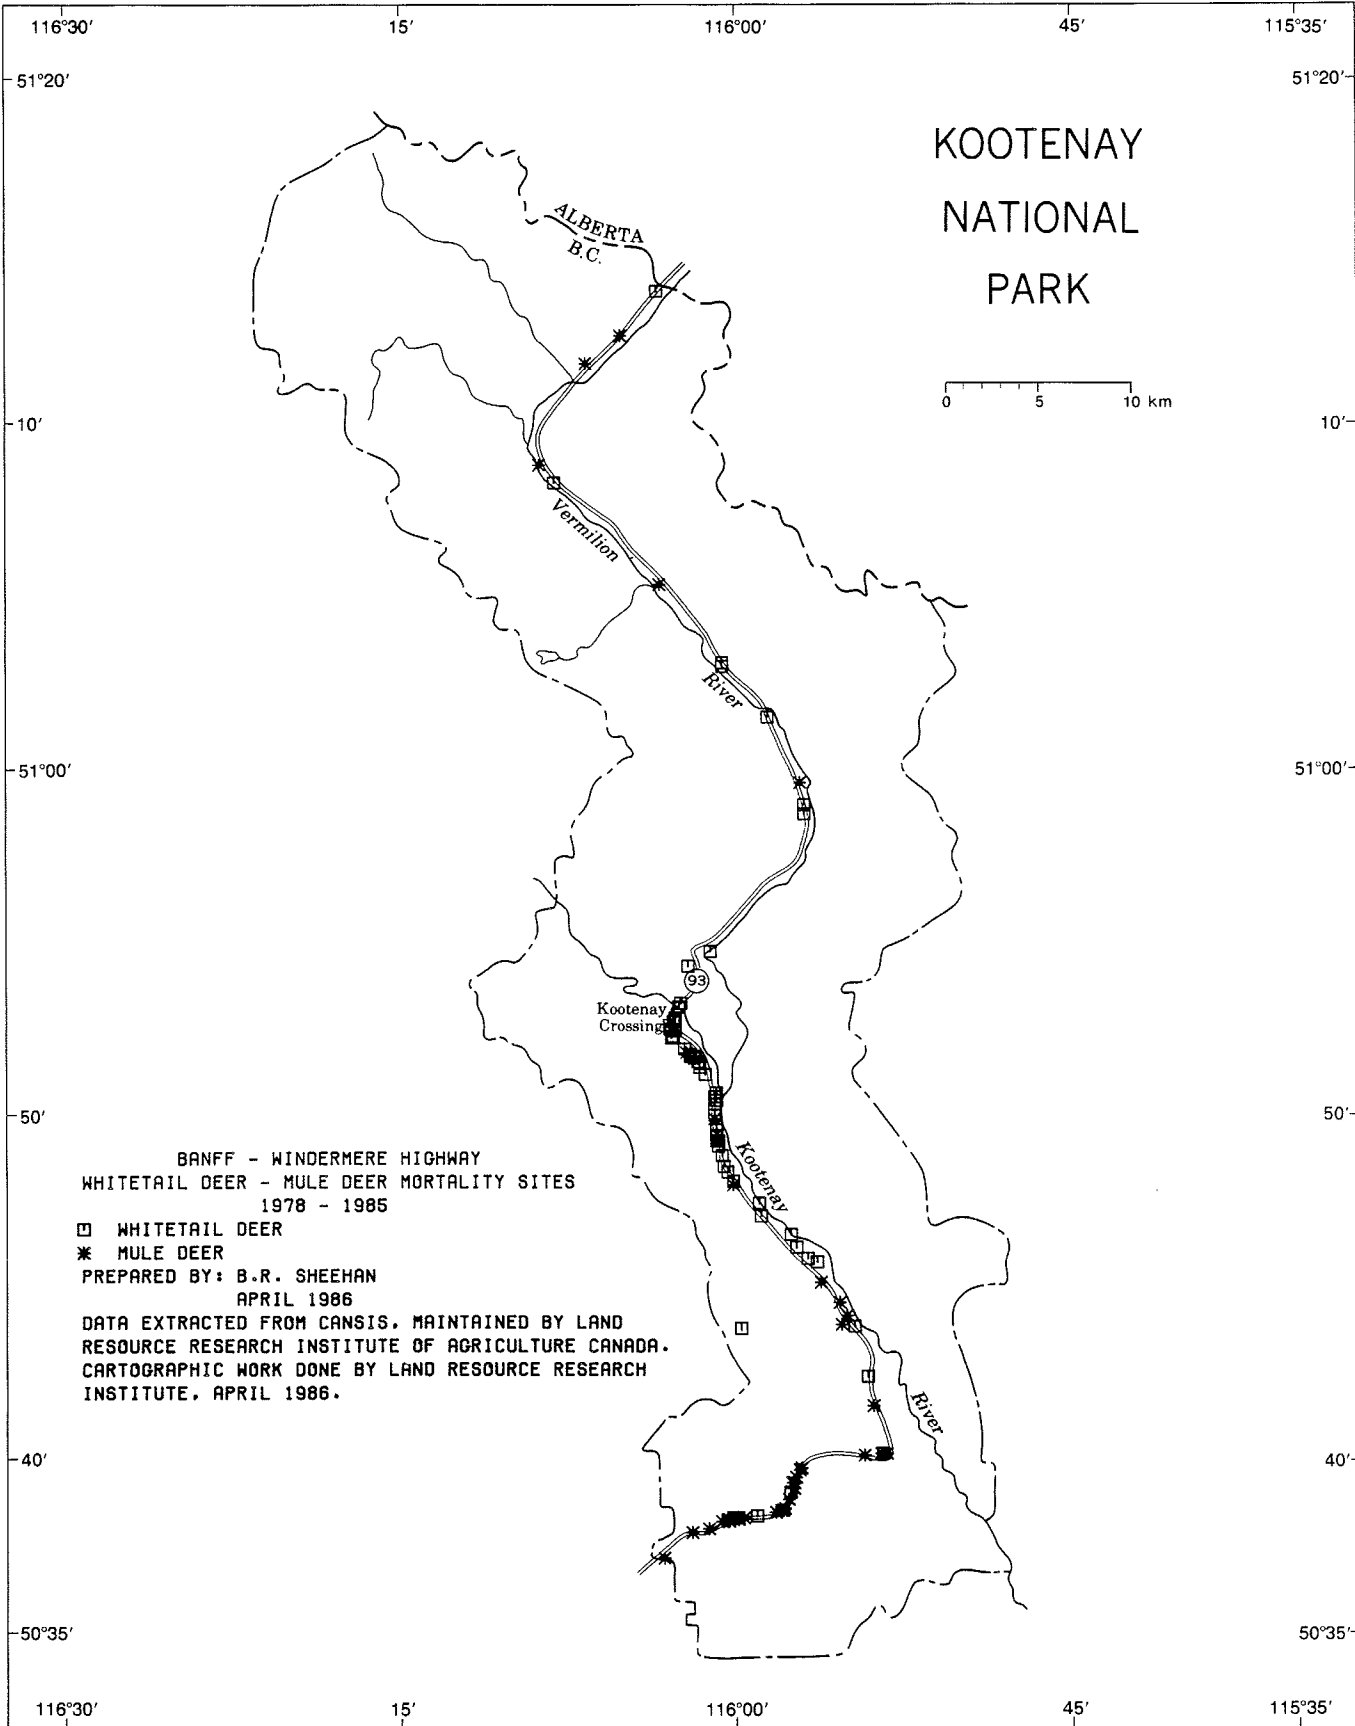 116°30′ 15′ 116°00′ 45′ 115°35′
51°20′ 51°20′
KOOTENAY
NATIONAL
PARK
ALBERTA
B.C.
0 5 10 km
10′ 10′
Vermilion
River
51°00′ 51°00′
93
Kootenay
Crossing
50′ 50′
Kootenay
BANFF - WINDERMERE HIGHWAY
WHITETAIL DEER - MULE DEER MORTALITY SITES
1978 - 1985
WHITETAIL DEER
MULE DEER
PREPARED BY: B.R. SHEEHAN
APRIL 1986
DATA EXTRACTED FROM CANSIS, MAINTAINED BY LAND
RESOURCE RESEARCH INSTITUTE OF AGRICULTURE CANADA.
CARTOGRAPHIC WORK DONE BY LAND RESOURCE RESEARCH
INSTITUTE, APRIL 1986.
River
40′ 40′
50°35′ 50°35′
116°30′ 15′ 116°00′ 45′ 115°35′